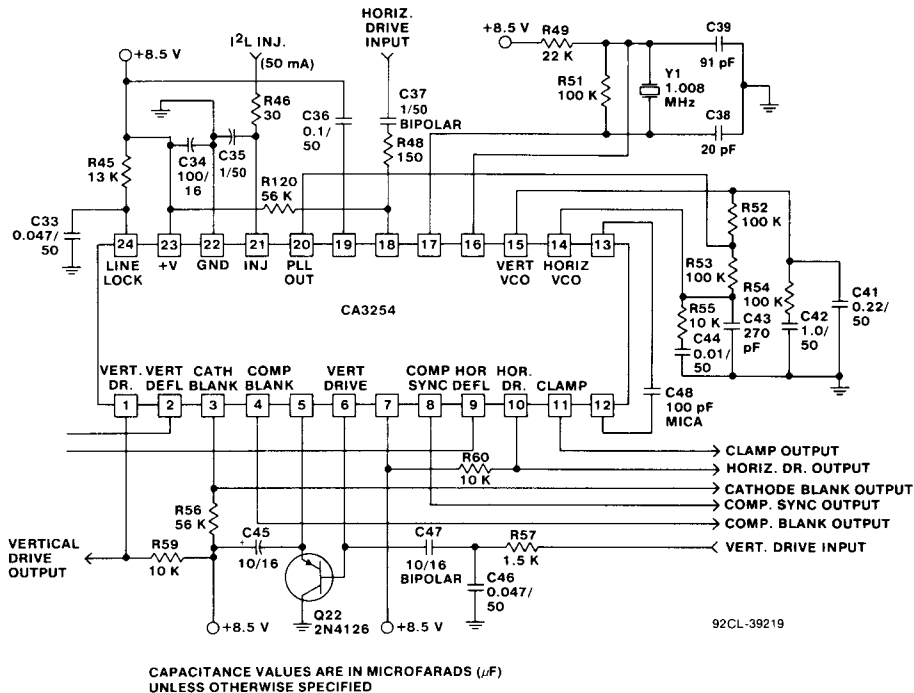 HORIZ.
DRIVE
INPUT
I²L INJ.
(50 mA)
+8.5 V
+8.5 V
R49
22 K
C39
91 pF
R51
100 K
Y1
1.008
MHz
C38
20 pF
R46
30
C36
0.1/
50
C37
1/50
BIPOLAR
R48
150
R45
13 K
C34
100/
16
C35
1/50
R120
56 K
C33
0.047/
50
24
23
22
21
20
19
18
17
16
15
14
13
LINE
LOCK
+V
GND
INJ
PLL
OUT
VERT
VCO
HORIZ
VCO
CA3254
R52
100 K
R53
100 K
R54
100 K
R55
10 K
C44
0.01/
50
C43
270
pF
C42
1.0/
50
C41
0.22/
50
VERT.
DR.
VERT
DEFL
CATH
BLANK
COMP
BLANK
VERT
DRIVE
COMP
SYNC
HOR
DEFL
HOR.
DR.
CLAMP
1
2
3
4
5
6
7
8
9
10
11
12
C48
100 pF
MICA
CLAMP OUTPUT
R60
10 K
HORIZ. DR. OUTPUT
CATHODE BLANK OUTPUT
COMP. SYNC OUTPUT
COMP. BLANK OUTPUT
VERT. DRIVE INPUT
R56
56 K
VERTICAL
DRIVE
OUTPUT
R59
10 K
C45
+
10/16
C47
10/16
BIPOLAR
R57
1.5 K
C46
0.047/
50
Q22
2N4126
+8.5 V
+8.5 V
92CL-39219
CAPACITANCE VALUES ARE IN MICROFARADS (μF)
UNLESS OTHERWISE SPECIFIED